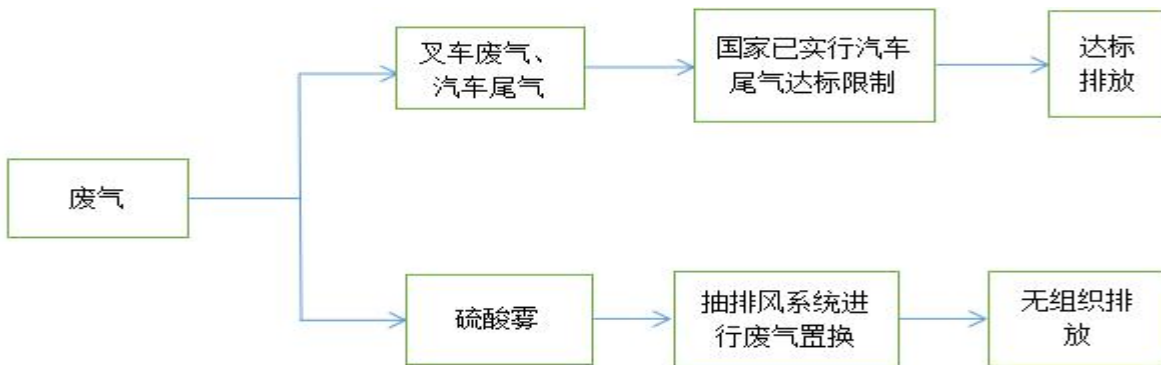 叉车废气、
汽车尾气
国家已实行汽车
尾气达标限制
达标
排放
废气
硫酸雾
抽排风系统进
行废气置换
无组织排
放